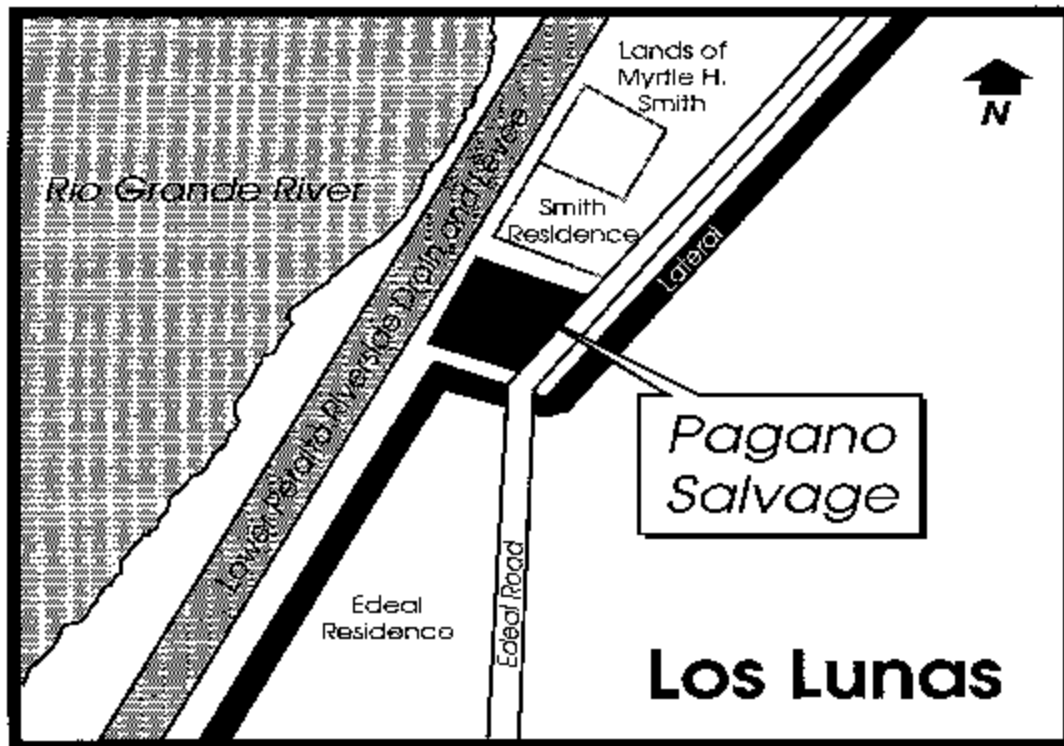 Lands of
Myrtle H.
Smith
N
Rio Grande River
Smith
Residence
Lower Peralta Riverside Drain and Levee
Lateral
Pagano
Salvage
Edeal
Residence
Edeal Road
Los Lunas